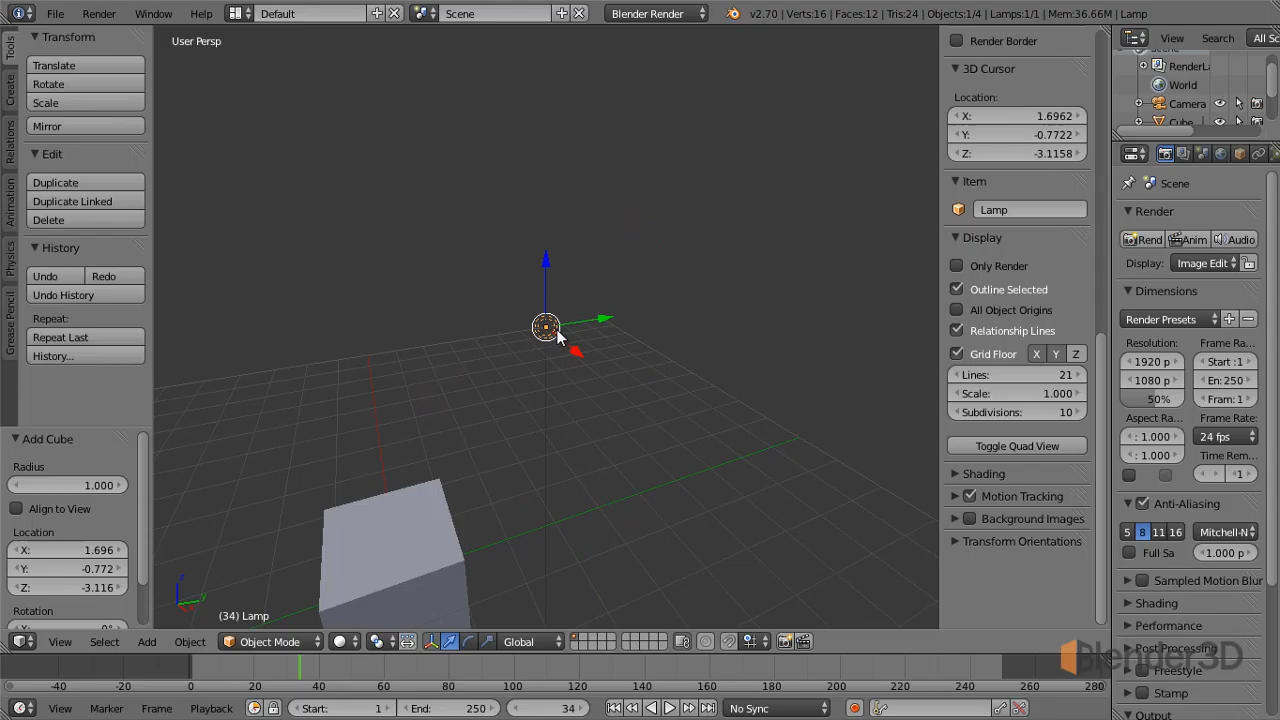 File Render Window Help Default Scene Blender Render v2.70 | Verts:16 | Faces:12 | Tris:24 | Objects:1/4 | Lamps:1/1 | Mem:36.66M | Lamp
Tools
Create
Relations
Animation
Physics
Grease Pencil
Transform
Translate
Rotate
Scale
Mirror
Edit
Duplicate
Duplicate Linked
Delete
History
Undo Redo
Undo History
Repeat:
Repeat Last
History...
Add Cube
Radius
1.000
Align to View
Location
X: 1.696
Y: -0.772
Z: -3.116
Rotation
User Persp
z
y
(34) Lamp
Render Border
3D Cursor
Location:
X: 1.6962
Y: -0.7722
Z: -3.1158
Item
Lamp
Display
Only Render
Outline Selected
All Object Origins
Relationship Lines
Grid Floor X Y Z
Lines: 21
Scale: 1.000
Subdivisions: 10
Toggle Quad View
Shading
Motion Tracking
Background Images
Transform Orientations
View Search All Sc
RenderLa
World
Camera
Cube
Scene
Render
Rend Anim Audio
Display: Image Edit
Dimensions
Render Presets
Resolution: Frame Ra...
1920 p Start :1
1080 p En: 250
50% Fram: 1
Aspect Ra... Frame Rate:
: 1.000 24 fps
: 1.000 Time Rem...
1
Anti-Aliasing
5 8 11 16 Mitchell-N
Full Sa 1.000 p
Sampled Motion Blur
Shading
Performance
Post Processing
Freestyle
Stamp
Output
Blender3D
View Select Add Object Object Mode Global
-40 -20 0 20 40 60 80 100 120 140 160 180 200 220 240 260 280
View Marker Frame Playback Start: 1 End: 250 34 No Sync